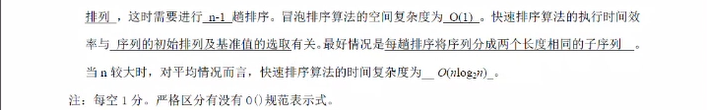 排列 ，这时需要进行 n-1 趟排序。冒泡排序算法的空间复杂度为 O(1) 。快速排序算法的执行时间效
率与 序列的初始排列及基准值的选取有关。最好情况是每趟排序将序列分成两个长度相同的子序列 。
当 n 较大时，对平均情况而言，快速排序算法的时间复杂度为__ O(nlog₂n)_。
注：每空 1 分。严格区分有没有 O()规范表示式。